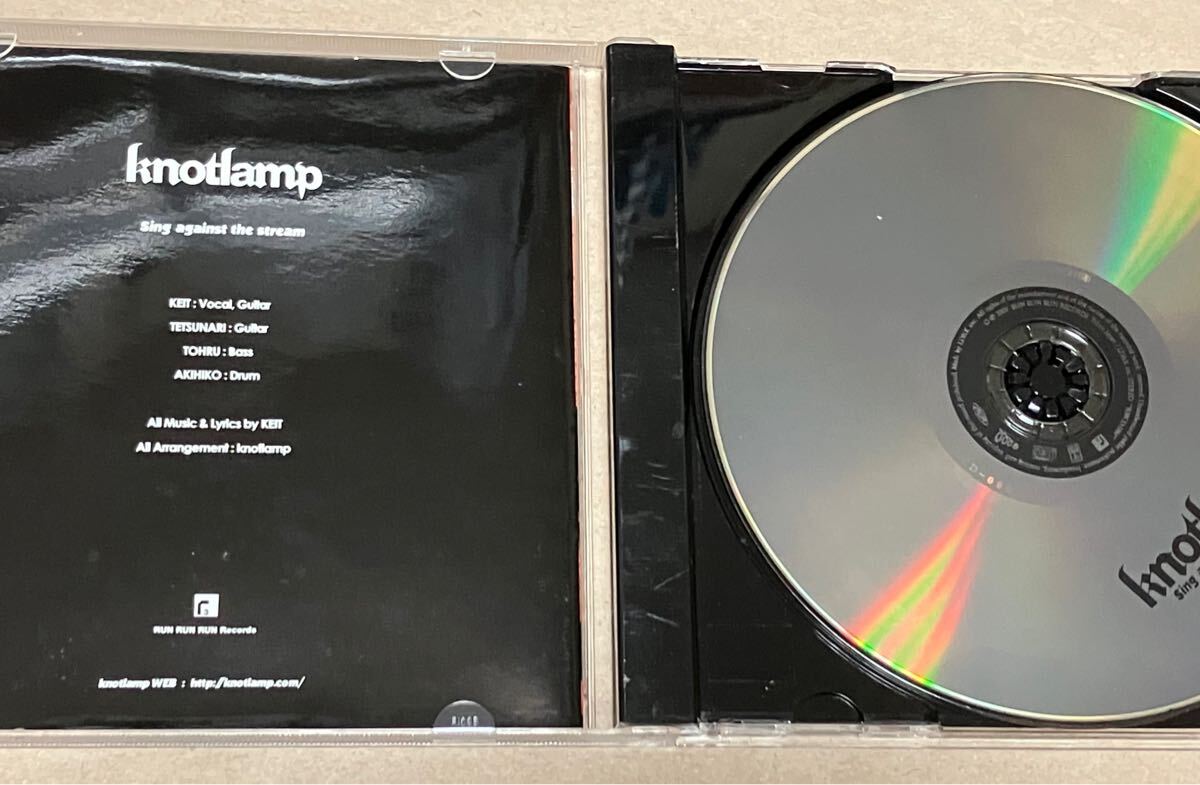 knotlamp
Sing against the stream
KEIT : Vocal, Guitar
TETSUNARI : Guitar
TOHRU : Bass
AKIHIKO : Drum
All Music & Lyrics by KEIT
All Arrangement : knotlamp
RUN RUN RUN Records
knotlamp WEB : http://knotlamp.com/
knotl
Sing a